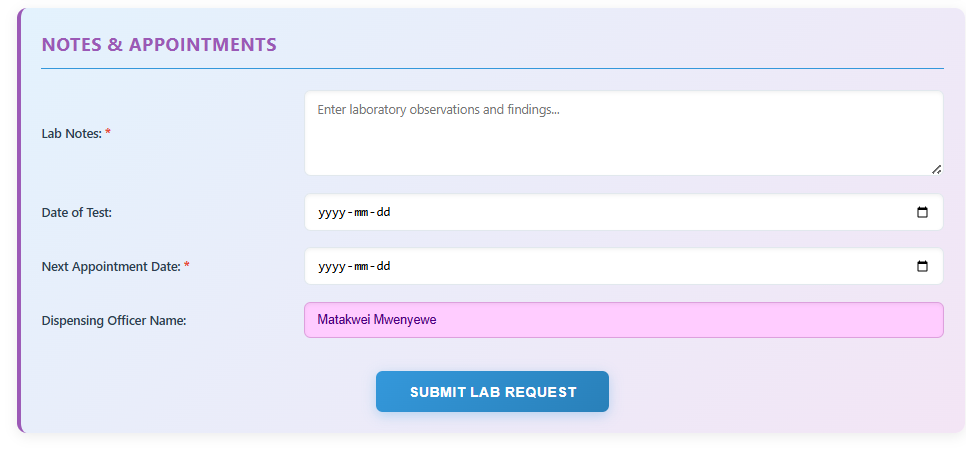 NOTES & APPOINTMENTS
Lab Notes: *
Enter laboratory observations and findings...
Date of Test:
yyyy-mm-dd
Next Appointment Date: *
yyyy-mm-dd
Dispensing Officer Name:
Matakwei Mwenyewe
SUBMIT LAB REQUEST